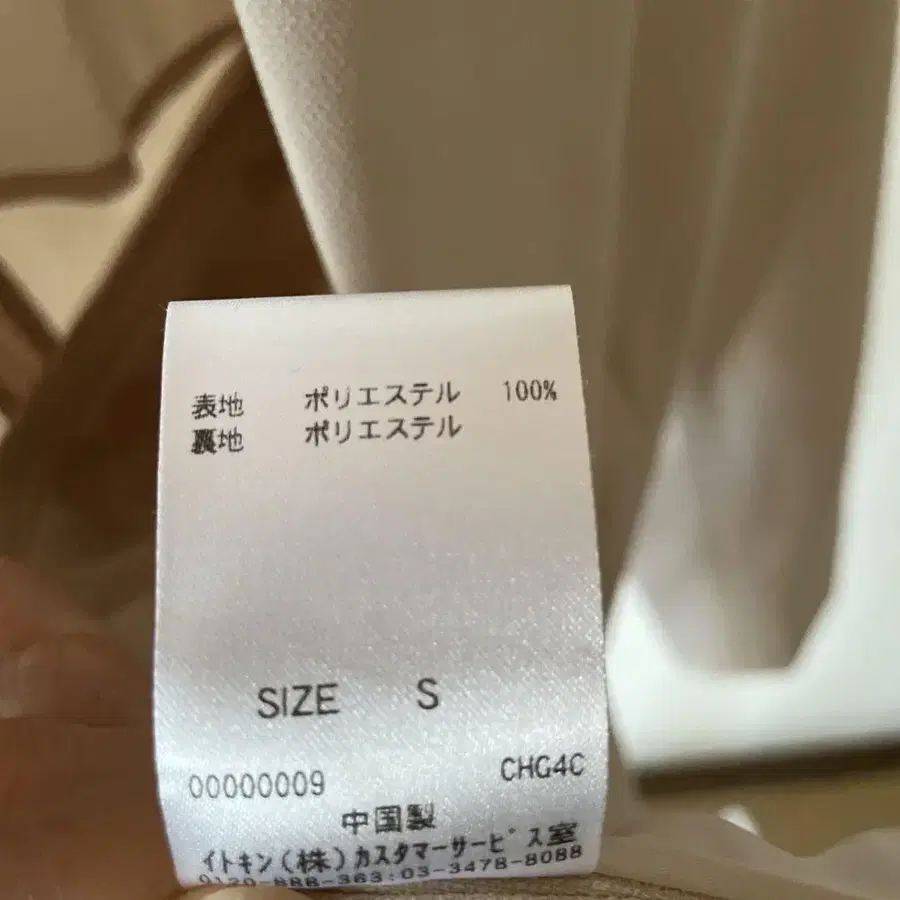 表地 ポリエステル 100%
裏地 ポリエステル
SIZE S
00000009 CHG4C
中国製
イトキン(株)カスタマーサービス室
0120-888-363:03-3478-8088